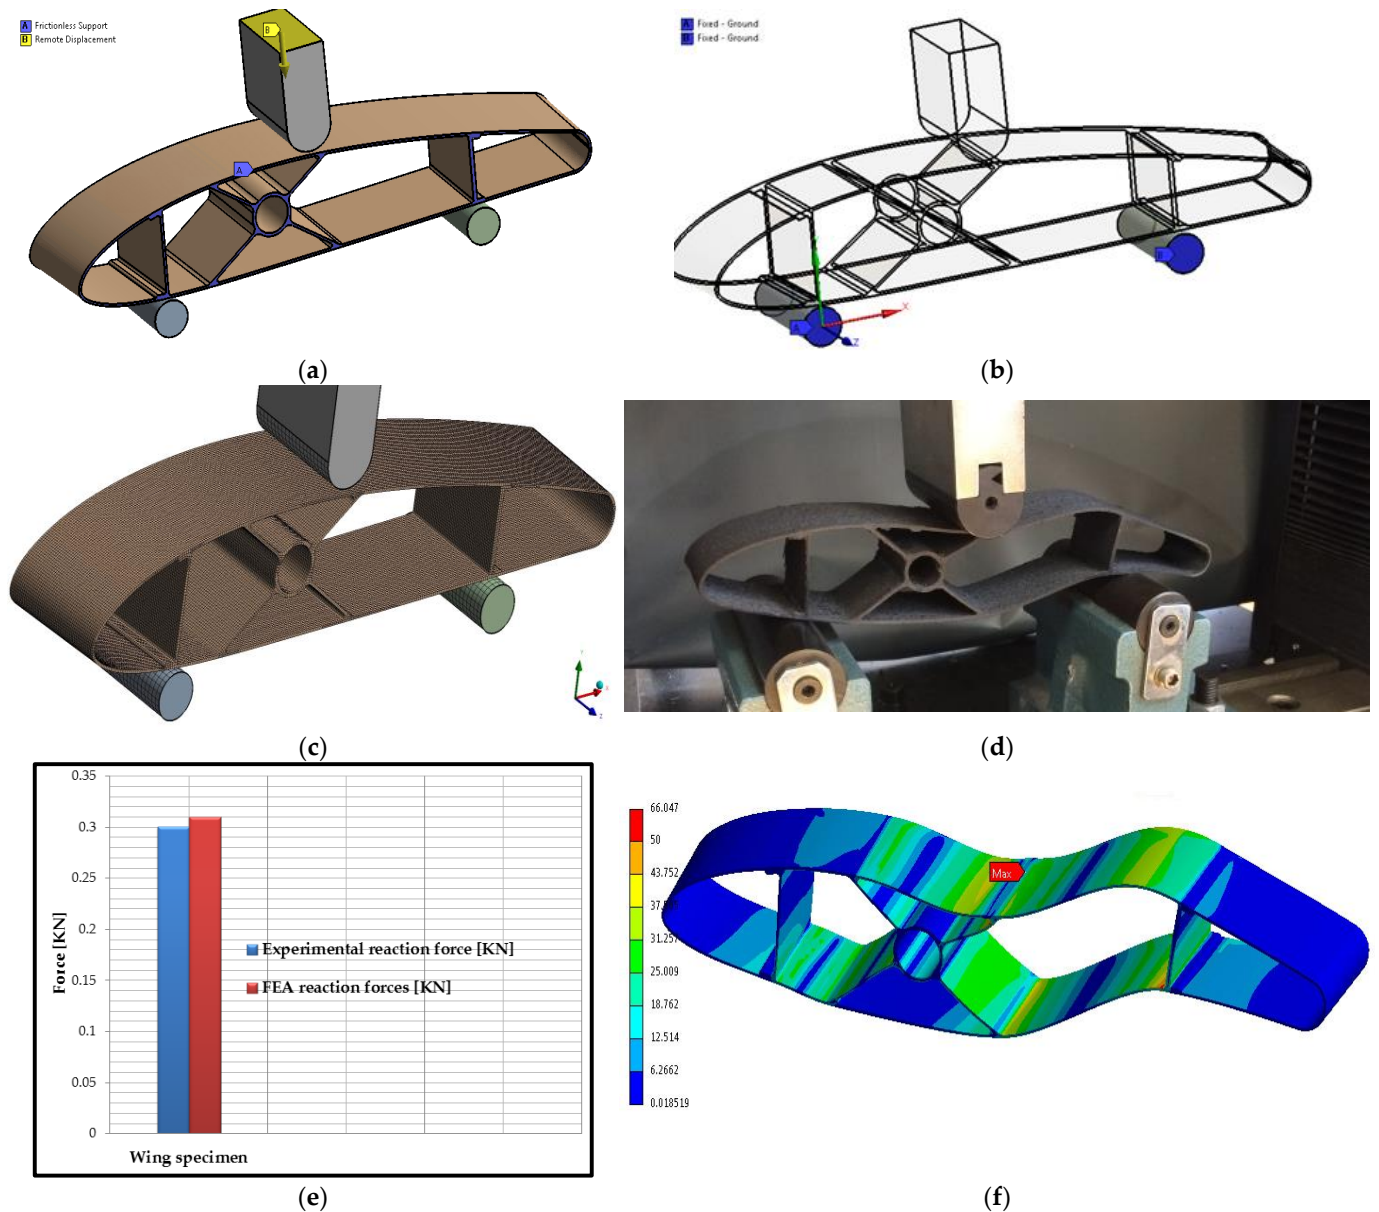 A Frictionless Support
B Remote Displacement
B
A
(a)
A Fixed - Ground
B Fixed - Ground
B
Y
X
A
Z
(b)
Y
X
Z
(c)
(d)
0.35
0.3
0.25
0.2
0.15
0.1
0.05
0
Force [KN]
Experimental reaction force [KN]
FEA reaction forces [KN]
Wing specimen
(e)
66.047
50
43.752
31.257
25.009
18.762
12.514
6.2662
0.018519
Max
(f)